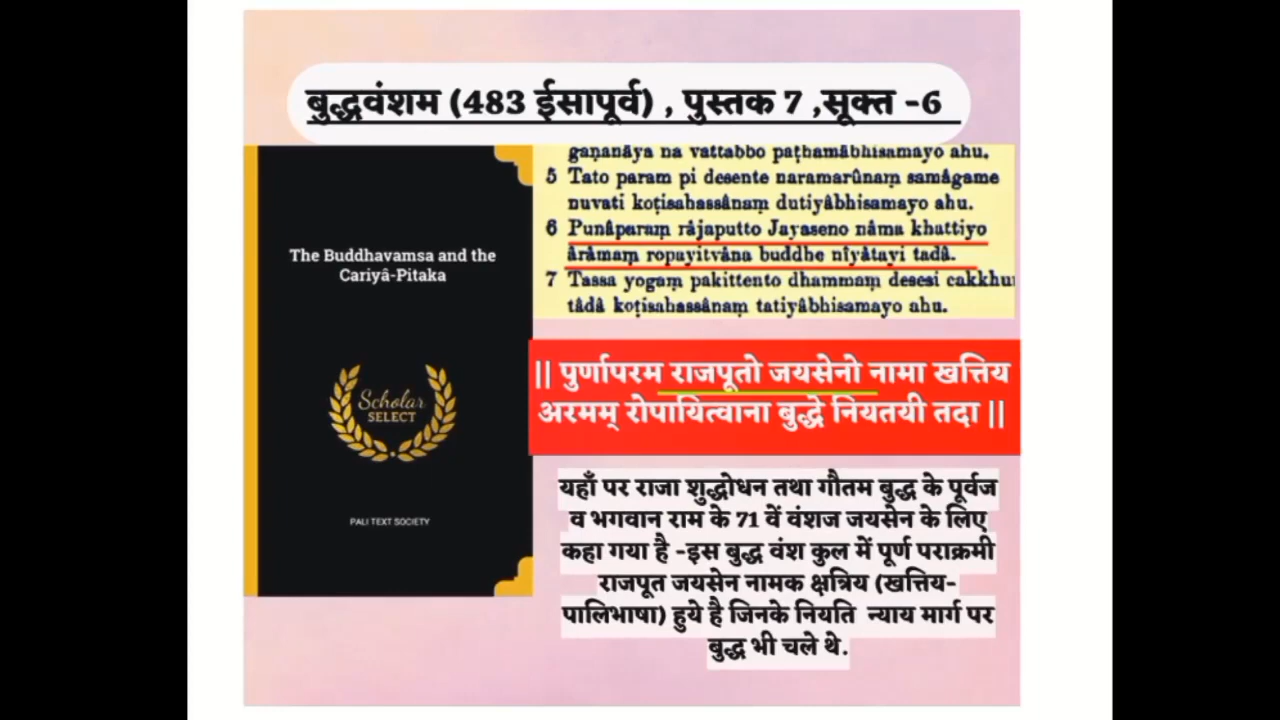 बुद्धवंशम (483 ईसापूर्व) , पुस्तक 7 ,सूक्त -6
The Buddhavamsa and the
Cariyâ-Pitaka
Scholar
SELECT
PALI TEXT SOCIETY
gaṇanâya na vattabbo paṭhamâbhisamayo ahu.
5 Tato param pi desente naramarûnaṃ samâgame
nuvati koṭisahassânaṃ dutiyâbhisamayo ahu.
6 Punâparaṃ râjaputto Jayaseno nâma khattiyo
ârâmaṃ ropayitvâna buddhe nîyâtayi tadâ.
7 Tassa yogaṃ pakittento dhammaṃ desesi cakkhu
tâdâ koṭisahassânaṃ tatiyâbhisamayo ahu.
|| पुर्णापरम राजपूतो जयसेनो नामा खत्तिय
अरमम् रोपायित्वाना बुद्धे नियतयी तदा ||
यहाँ पर राजा शुद्धोधन तथा गौतम बुद्ध के पूर्वज
व भगवान राम के 71 वें वंशज जयसेन के लिए
कहा गया है -इस बुद्ध वंश कुल में पूर्ण पराक्रमी
राजपूत जयसेन नामक क्षत्रिय (खत्तिय-
पालिभाषा) हुये है जिनके नियति न्याय मार्ग पर
बुद्ध भी चले थे.